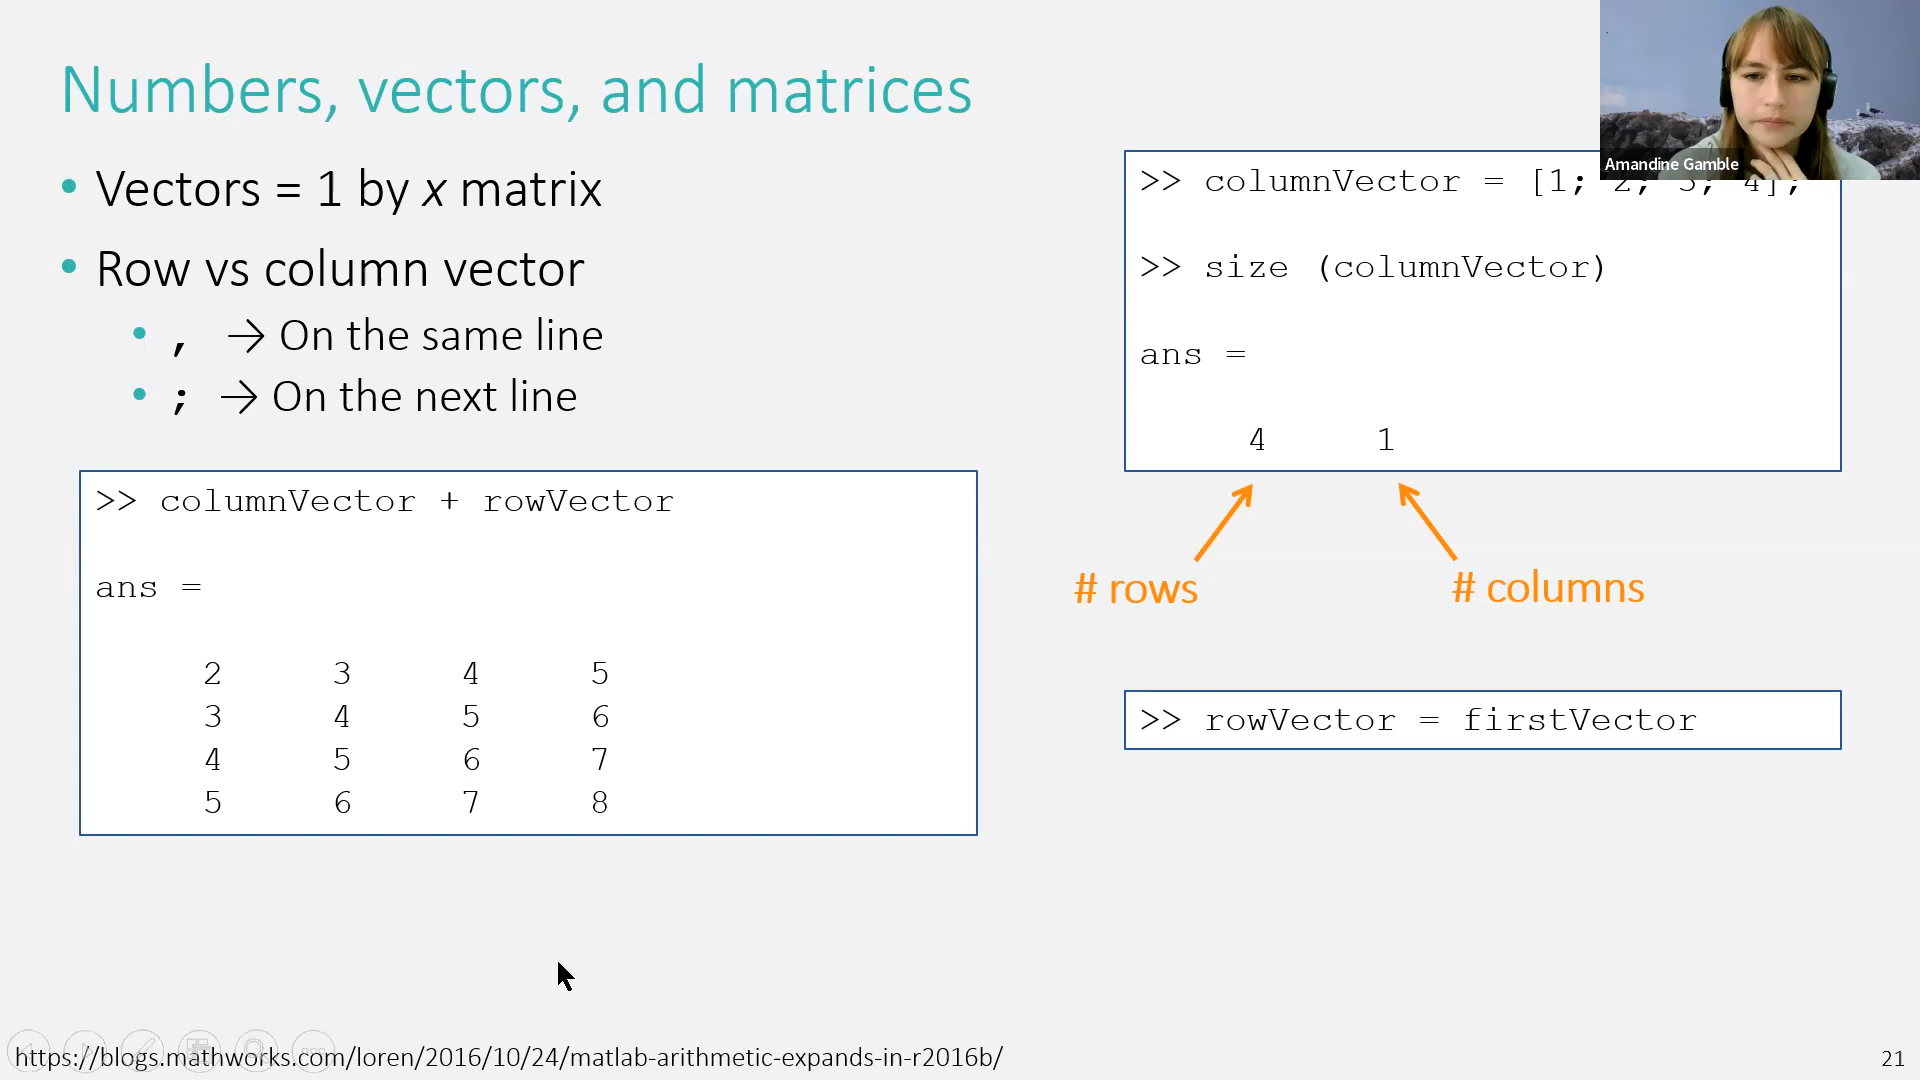 Numbers, vectors, and matrices
• Vectors = 1 by x matrix
• Row vs column vector
• , → On the same line
• ; → On the next line
>> columnVector + rowVector
ans =
2 3 4 5
3 4 5 6
4 5 6 7
5 6 7 8
Amandine Gamble
>> columnVector = [1; 2; 3; 4];
>> size (columnVector)
ans =
4 1
# rows # columns
>> rowVector = firstVector
https://blogs.mathworks.com/loren/2016/10/24/matlab-arithmetic-expands-in-r2016b/
21